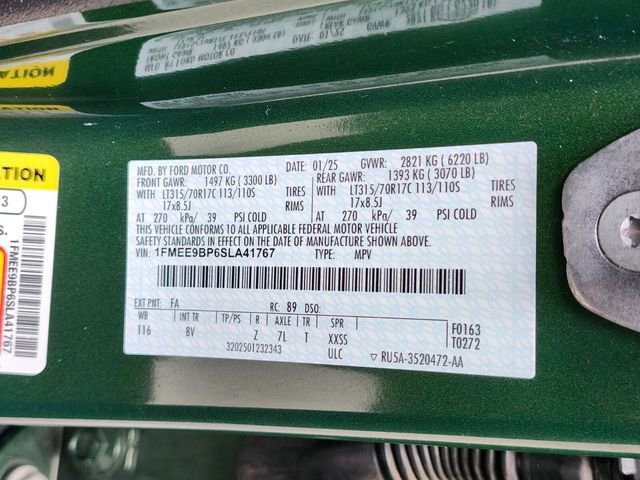 MFD. BY FORD MOTOR CO. DATE: 01/25 GVWR: 2821 KG ( 6220 LB)
FRONT GAWR: 1497 KG ( 3300 LB) REAR GAWR: 1393 KG ( 3070 LB)
WITH LT315/70R17C 113/110S TIRES WITH LT315/70R17C 113/110S TIRES
17x8.5J RIMS 17x8.5J RIMS
AT 270 kPa/ 39 PSI COLD AT 270 kPa/ 39 PSI COLD
THIS VEHICLE CONFORMS TO ALL APPLICABLE FEDERAL MOTOR VEHICLE
SAFETY STANDARDS IN EFFECT ON THE DATE OF MANUFACTURE SHOWN ABOVE.
VIN: 1FMEE9BP6SLA41767 TYPE: MPV
EXT PNT: FA RC: 89 DSO:
WB INT TR TP/PS R AXLE TR SPR
116 8V Z 7L T XXSS
ULC
F0163
T0272
3202501232343
RU5A-3520472-AA
1FMEE9BP6SLA41767